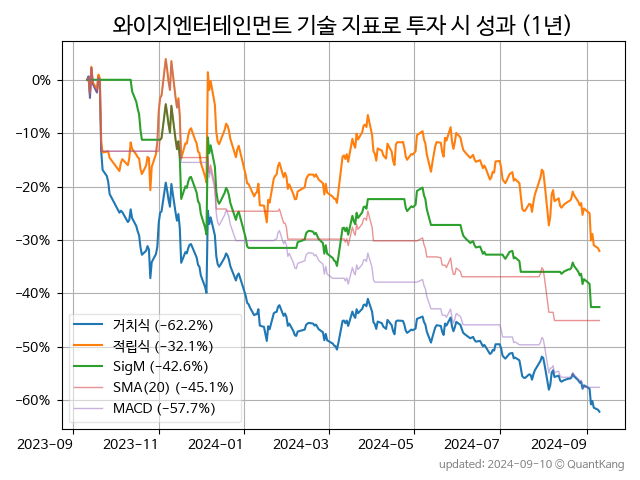 와이지엔터테인먼트 기술 지표로 투자 시 성과 (1년)
0%
−10%
−20%
−30%
−40%
−50%
−60%
거치식 (−62.2%)
적립식 (−32.1%)
SigM (−42.6%)
SMA(20) (−45.1%)
MACD (−57.7%)
2023−09 2023−11 2024−01 2024−03 2024−05 2024−07 2024−09
updated: 2024−09−10 © QuantKang